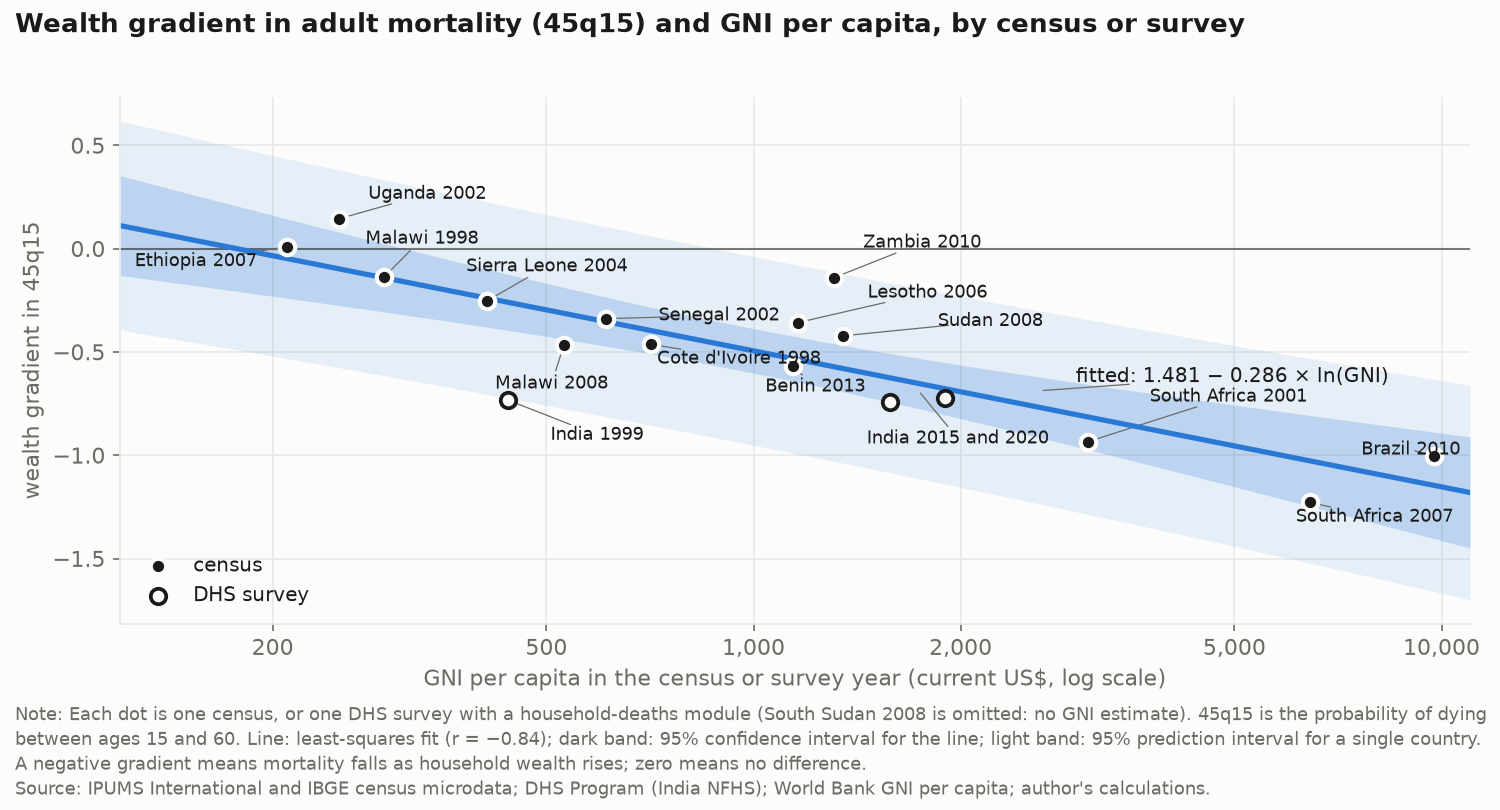 Wealth gradient in adult mortality (45q15) and GNI per capita, by census or survey
wealth gradient in 45q15
0.5
0.0
−0.5
−1.0
−1.5
Uganda 2002
Malawi 1998
Zambia 2010
Ethiopia 2007
Sierra Leone 2004
Lesotho 2006
Senegal 2002
Sudan 2008
Cote d'Ivoire 1998
Malawi 2008
Benin 2013
fitted: 1.481 − 0.286 × ln(GNI)
South Africa 2001
India 1999
India 2015 and 2020
Brazil 2010
South Africa 2007
census
DHS survey
200
500
1,000
2,000
5,000
10,000
GNI per capita in the census or survey year (current US$, log scale)
Note: Each dot is one census, or one DHS survey with a household-deaths module (South Sudan 2008 is omitted: no GNI estimate). 45q15 is the probability of dying
between ages 15 and 60. Line: least-squares fit (r = −0.84); dark band: 95% confidence interval for the line; light band: 95% prediction interval for a single country.
A negative gradient means mortality falls as household wealth rises; zero means no difference.
Source: IPUMS International and IBGE census microdata; DHS Program (India NFHS); World Bank GNI per capita; author's calculations.